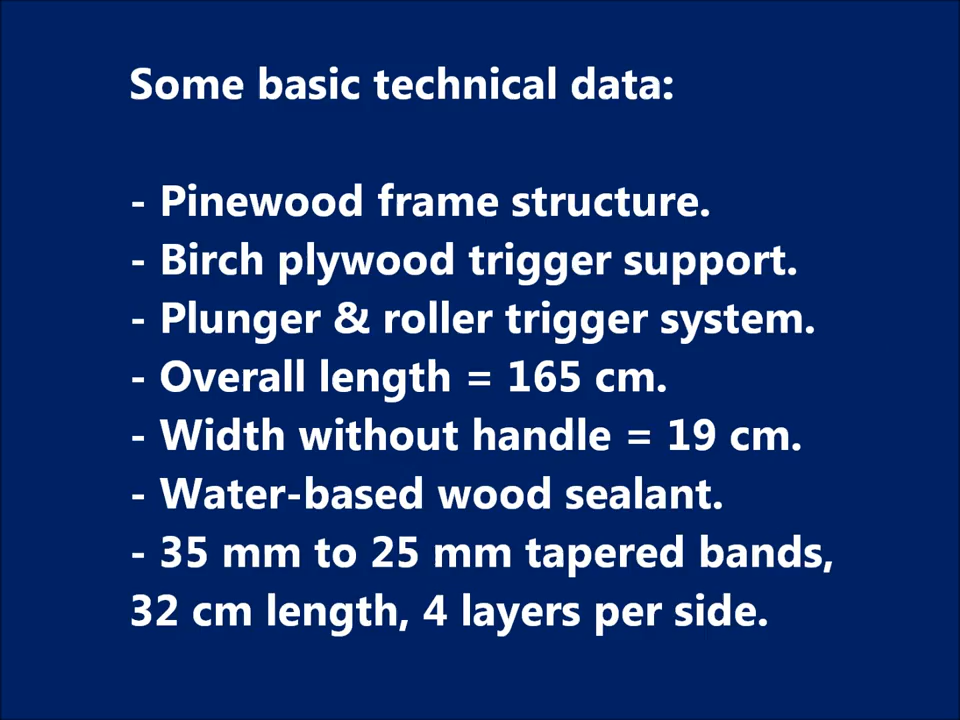 Some basic technical data:
- Pinewood frame structure.
- Birch plywood trigger support.
- Plunger & roller trigger system.
- Overall length = 165 cm.
- Width without handle = 19 cm.
- Water-based wood sealant.
- 35 mm to 25 mm tapered bands,
32 cm length, 4 layers per side.